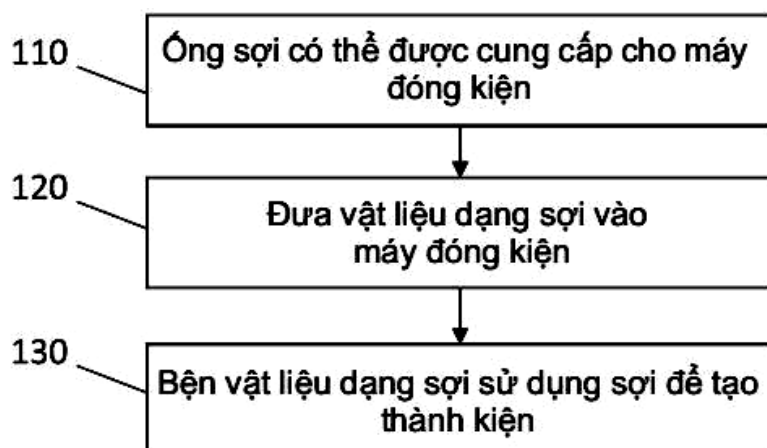 110
Ống sợi có thể được cung cấp cho máy
đóng kiện
120
Đưa vật liệu dạng sợi vào
máy đóng kiện
130
Bện vật liệu dạng sợi sử dụng sợi để tạo
thành kiện